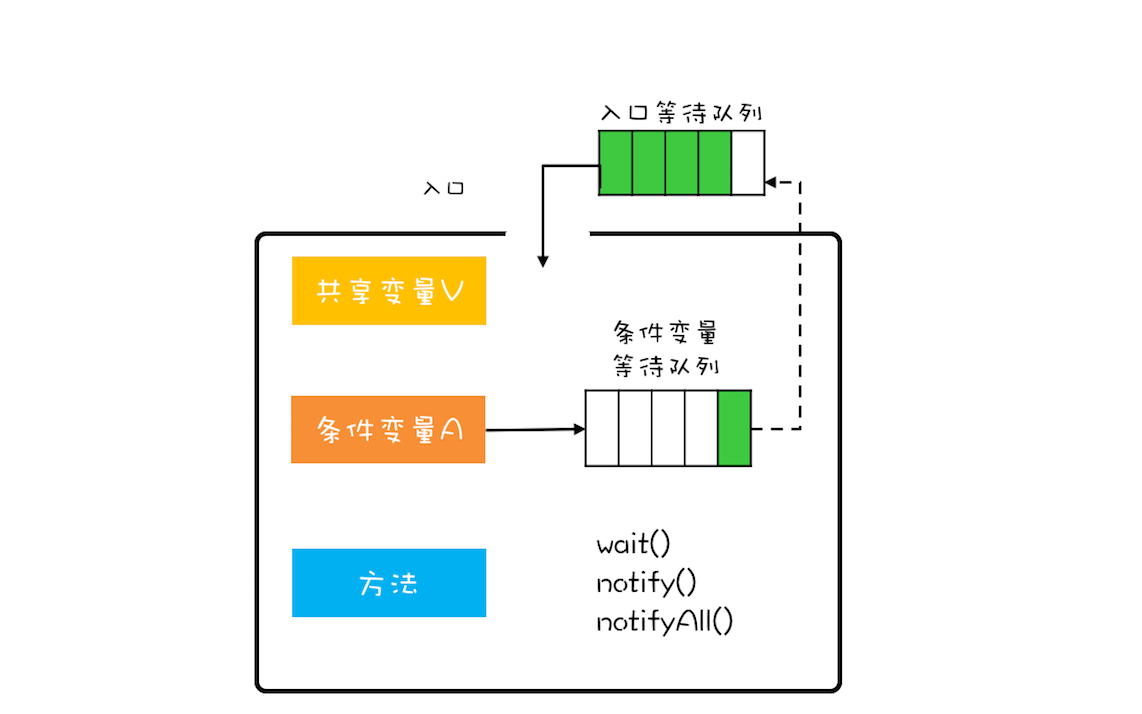 入口等待队列
入口
共享变量V
条件变量
等待队列
条件变量A
wait()
notify()
notifyAll()
方法